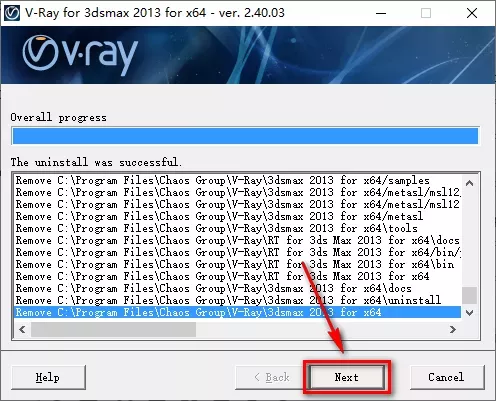 V-Ray for 3dsmax 2013 for x64 - ver. 2.40.03
v·ray
Overall progress
The uninstall was successful.
Remove C:\Program Files\Chaos Group\V-Ray\3dsmax 2013 for x64/samples
Remove C:\Program Files\Chaos Group\V-Ray\3dsmax 2013 for x64/metasl/msl12_
Remove C:\Program Files\Chaos Group\V-Ray\3dsmax 2013 for x64/metasl/msl12
Remove C:\Program Files\Chaos Group\V-Ray\3dsmax 2013 for x64/metasl
Remove C:\Program Files\Chaos Group\V-Ray\3dsmax 2013 for x64\tools
Remove C:\Program Files\Chaos Group\V-Ray\RT for 3ds Max 2013 for x64\docs
Remove C:\Program Files\Chaos Group\V-Ray\RT for 3ds Max 2013 for x64/bin/
Remove C:\Program Files\Chaos Group\V-Ray\RT for 3ds Max 2013 for x64\bin
Remove C:\Program Files\Chaos Group\V-Ray\RT for 3ds Max 2013 for x64
Remove C:\Program Files\Chaos Group\V-Ray\3dsmax 2013 for x64\docs
Remove C:\Program Files\Chaos Group\V-Ray\3dsmax 2013 for x64\uninstall
Remove C:\Program Files\Chaos Group\V-Ray\3dsmax 2013 for x64
Help
< Back
Next
Cancel